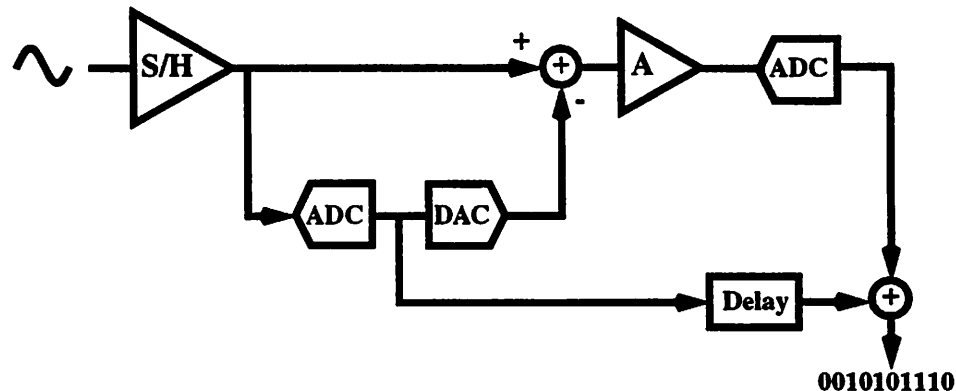 S/H
+
+
-
A
ADC
ADC
DAC
Delay
+
0010101110